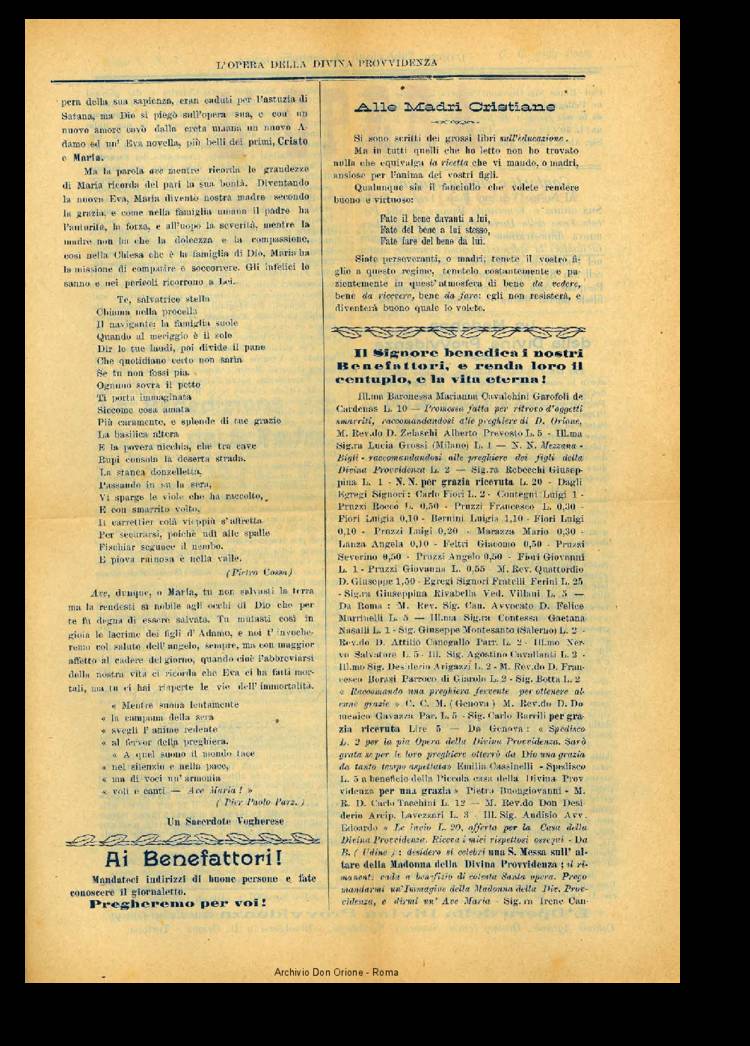 L'OPERA DELLA DIVINA PROVVIDENZA
pera della sua sapienza, eran caduti per l'astuzia di
Satana, ma Dio si piegò sull'opera sua, e con un
nuovo amore cavò dalla creta umana un nuovo A-
damo ed un' Eva novella, più belli dei primi, Cristo
e Maria.
Ma la parola ave mentre ricorda le grandezze
di Maria ricorda del pari la sua bontà. Diventando
la nuova Eva, Maria diventò nostra madre secondo
la grazia, e come nella famiglia umana il padre ha
l'autorità, la forza, e all'uopo la severità, mentre la
madre non ha che la dolcezza e la compassione,
così nella Chiesa che è la famiglia di Dio, Maria ha
la missione di compatire e soccorrere. Gli infelici lo
sanno e nei pericoli ricorrono a Lei.
Te, salvatrice stella
Chiama nella procella
Il navigante; la famiglia suole
Quando al meriggio è il sole
Dir le tue laudi, poi divide il pane
Che quotidiano certo non saria
Se tu non fossi pia.
Ognuno sovra il petto
Ti porta immaginata
Siccome cosa amata
Più caramente, e splende di tue grazie
La basilica altera
E la povera nicchia, che tra cave
Rupi consola la deserta strada.
La stanca donzelletta,
Passando in su la sera,
Vi sparge le viole che ha raccolto,
E con smarrito volto,
Il carrettier colà vieppiù s'affretta
Per securarsi, poichè udì alle spalle
Fischiar seguace il nembo.
E piova ruinosa è nella valle.
(Pietro Cossa)
Ave, dunque, o Maria, tu non salvasti la terra
ma la rendesti sì nobile agli occhi di Dio che per
te fu degna di essere salvata. Tu mutasti così in
gioia le lacrime dei figli d' Adamo, e noi t' invoche-
remo col saluto dell'angelo, sempre, ma con maggior
affetto al cadere del giorno, quando cioè l'abbreviarsi
della nostra vita ci ricorda che Eva ci ha fatti mor-
tali, ma tu ci hai riaperte le vie dell' immortalità.
« Mentre suona lentamente
« la campana della sera
« svegli l' anime redente
« al fervor della preghiera.
« A quel suono il mondo tace
« nel silenzio e nella pace,
« ma di voci un' armonia
« voli e canti — Ave Maria! »
( Pier Paolo Parz. )
Un Sacerdote Vogherese
Ai Benefattori!
Mandateci indirizzi di buone persone e fate
conoscere il giornaletto.
Pregheremo per voi!
Alle Madri Cristiane
Si sono scritti dei grossi libri sull'educazione.
Ma in tutti quelli che ho letto non ho trovato
nulla che equivalga la ricetta che vi mando, o madri,
ansiose per l'anima dei vostri figli.
Qualunque sia il fanciullo che volete rendere
buono e virtuoso:
Fate il bene davanti a lui,
Fate del bene a lui stesso,
Fate fare del bene da lui.
Siate perseveranti, o madri; tenete il vostro fi-
glio a questo regime, tenetelo costantemente e pa-
zientemente in quest'atmosfera di bene da vedere,
bene da ricevere, bene da fare: egli non resisterà, e
diventerà buono quale lo volete.
Il Signore benedica i nostri
Benefattori, e renda loro il
centuplo, e la vita eterna!
Ill.ma Baronessa Marianna Cavalchini Garofoli de
Cardenas L. 10 — Promessa fatta per ritrovo d'oggetti
smarriti, raccomandandosi alle preghiere di D. Orione,
M. Rev.do D. Zelaschi Alberto Prevosto L. 5 - Ill.ma
Sig.ra Lucia Grossi (Milano) L. 1 — N. N. Mezzana -
Bigli - raccomandandosi alle preghiere dei figli della
Divina Provvidenza L. 2 — Sig.ra Rebecchi Giusep-
pina L. 1 - N. N. per grazia ricevuta L. 20 - Dagli
Egregi Signori: Carlo Fiori L. 2 - Contegni Luigi 1 -
Pruzzi Rocco L. 0,50 - Pruzzi Francesco L. 0,30 -
Fiori Luigia 0,10 - Bernini Luigia 1,10 - Fiori Luigi
0,10 - Pruzzi Luigi 0,20 - Marazza Mario 0,30 -
Lanza Angela 0,10 - Feltri Giacomo 0,50 - Pruzzi
Severino 0,50 - Pruzzi Angelo 0,50 - Fiori Giovanni
L. 1 - Pruzzi Giovanna L. 0,55 M. Rev. Quattordio
D. Giuseppe 1,50 - Egregi Signori Fratelli Ferini L. 25
- Sig.ra Giuseppina Rivabella Ved. Villani L. 5 —
Da Roma : M. Rev. Sig. Can. Avvocato D. Felice
Marrinelli L. 5 — Ill.ma Sig.ra Contessa Gaetana
Nasalli L. 1 - Sig. Giuseppe Montesanto (Salerno) L. 2 -
Rev.do D. Attilio Canegallo Parr. L. 2 - Ill.mo Ner-
vo Salvatore L. 5 - Ill. Sig. Agostino Cavallanti L. 2 -
Ill.mo Sig. Desiderio Arigazzi L. 2 - M. Rev.do D. Fran-
cesco Borasi Parroco di Giarolo L. 2 - Sig. Botta L. 2
« Raccomando una preghiera fervente per ottenere al-
cune grazie » C. C. M. (Genova) M. Rev.do D. Do
menico Gavazza Par. L. 5 - Sig. Carlo Barrili per gra-
zia ricevuta Lire 5 — Da Genova : « Spedisco
L. 2 per la pia Opera della Divina Provvidenza. Sarò
grata se per le loro preghiere otterrò da Dio una grazia
da tanto tempo aspettata» Emilia Cassinelli - Spedisco
L. 5 a beneficio della Piccola casa della Divina Prov
videnza per una grazia » Pietro Buongiovanni - M.
R. D. Carlo Tacchini L. 12 — M. Rev.do Don Desi-
derio Arcip. Lavezzari L. 3 - Ill. Sig. Audisio Avv.
Edoardo « Le invio L. 20, offerta per la Casa della
Divina Provvidenza. Riceva i miei rispettosi ossequi - Da
B. ( Udine ) : desidero si celebri una S. Messa sull' al-
tare della Madonna della Divina Provvidenza ; il ri-
manente vada a benefizio di cotesta Santa opera. Prego
mandarmi un'Immagine della Madonna della Div. Prov-
videnza, e dirmi un' Ave Maria - Sig.ra Irene Can-
Archivio Don Orione - Roma